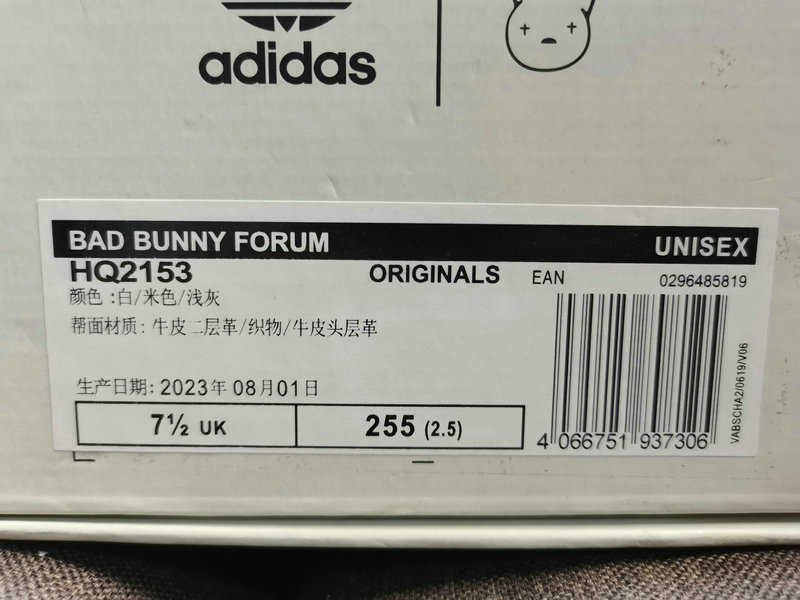 adidas
BAD BUNNY FORUM
UNISEX
HQ2153
ORIGINALS
EAN
0296485819
颜色:白/米色/浅灰
帮面材质:牛皮二层革/织物/牛皮头层革
生产日期:2023年08月01日
7½ UK
255 (2.5)
4 066751 937306
VABSCHA2/0619/V06